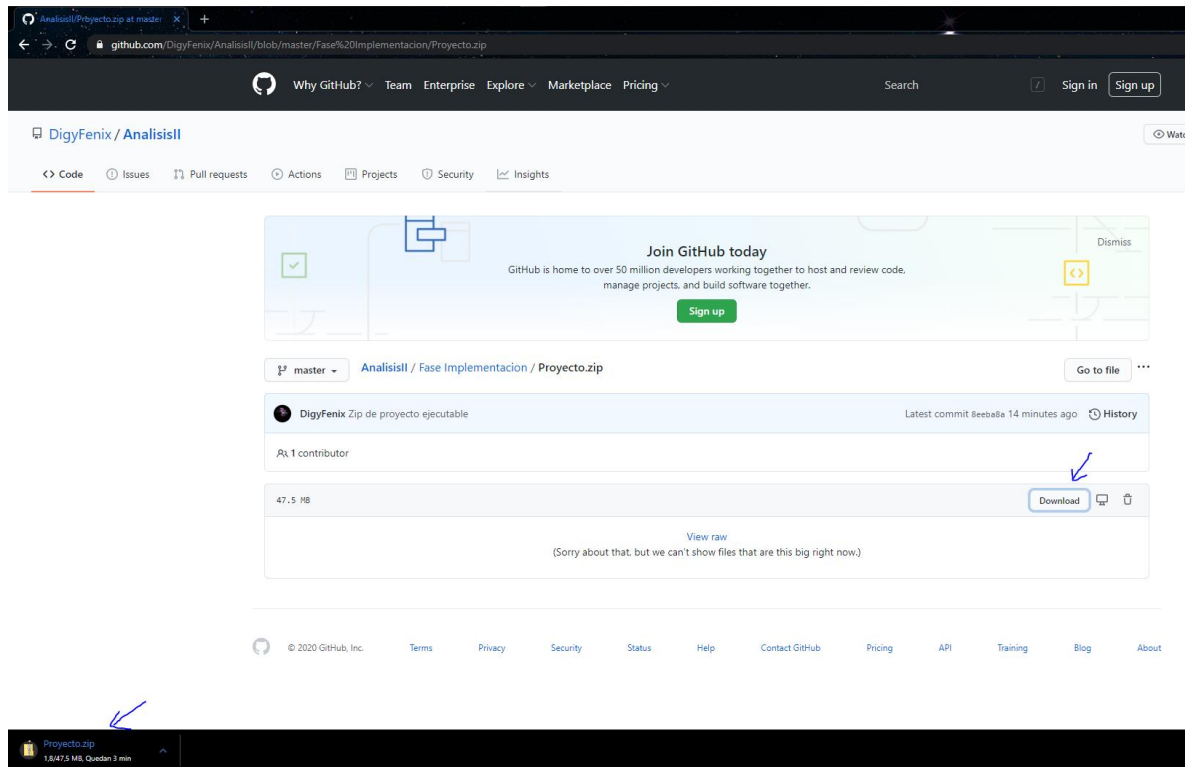 AnalisisII/Proyecto.zip at master
github.com/DigyFenix/AnalisisII/blob/master/Fase%20Implementacion/Proyecto.zip
Why GitHub? Team Enterprise Explore Marketplace Pricing Search / Sign in Sign up
DigyFenix / AnalisisII Watc
Code Issues Pull requests Actions Projects Security Insights
Dismiss
Join GitHub today
GitHub is home to over 50 million developers working together to host and review code,
manage projects, and build software together.
Sign up
master AnalisisII / Fase Implementacion / Proyecto.zip Go to file
DigyFenix Zip de proyecto ejecutable Latest commit 8eeba8a 14 minutes ago History
1 contributor
47.5 MB Download
View raw
(Sorry about that, but we can't show files that are this big right now.)
© 2020 GitHub, Inc. Terms Privacy Security Status Help Contact GitHub Pricing API Training Blog About
Proyecto.zip
1,8/47,5 MB, Quedan 3 min